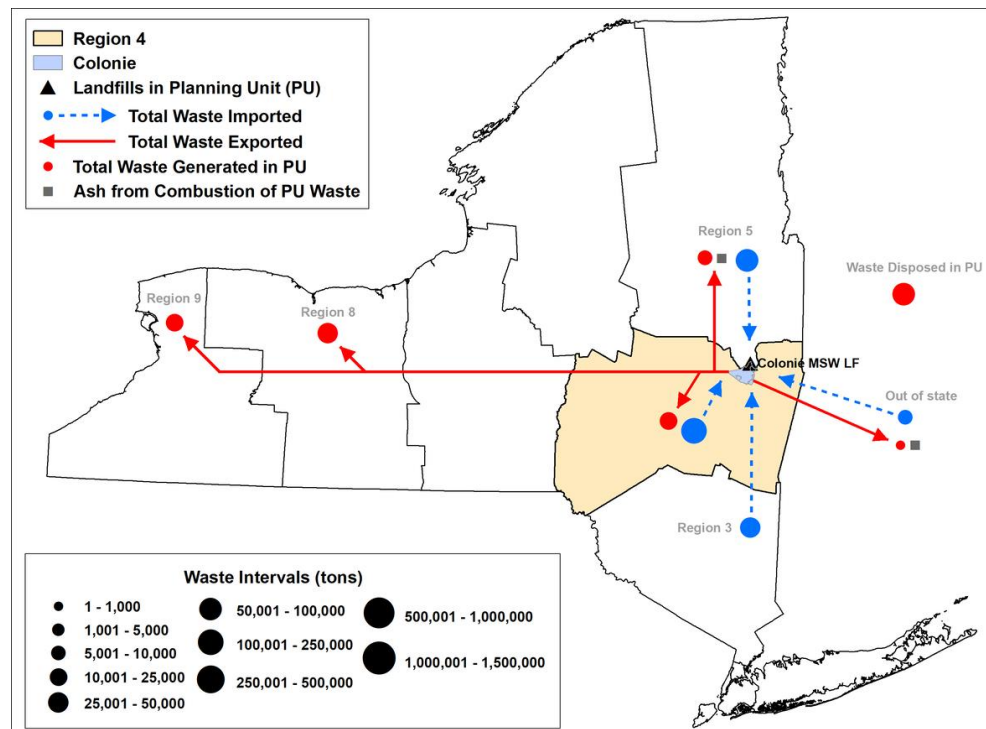 Region 4
Colonie
Landfills in Planning Unit (PU)
Total Waste Imported
Total Waste Exported
Total Waste Generated in PU
Ash from Combustion of PU Waste
Region 5
Waste Disposed in PU
Region 9
Region 8
Colonie MSW LF
Out of state
Region 3
Waste Intervals (tons)
1 - 1,000
1,001 - 5,000
5,001 - 10,000
10,001 - 25,000
25,001 - 50,000
50,001 - 100,000
100,001 - 250,000
250,001 - 500,000
500,001 - 1,000,000
1,000,001 - 1,500,000